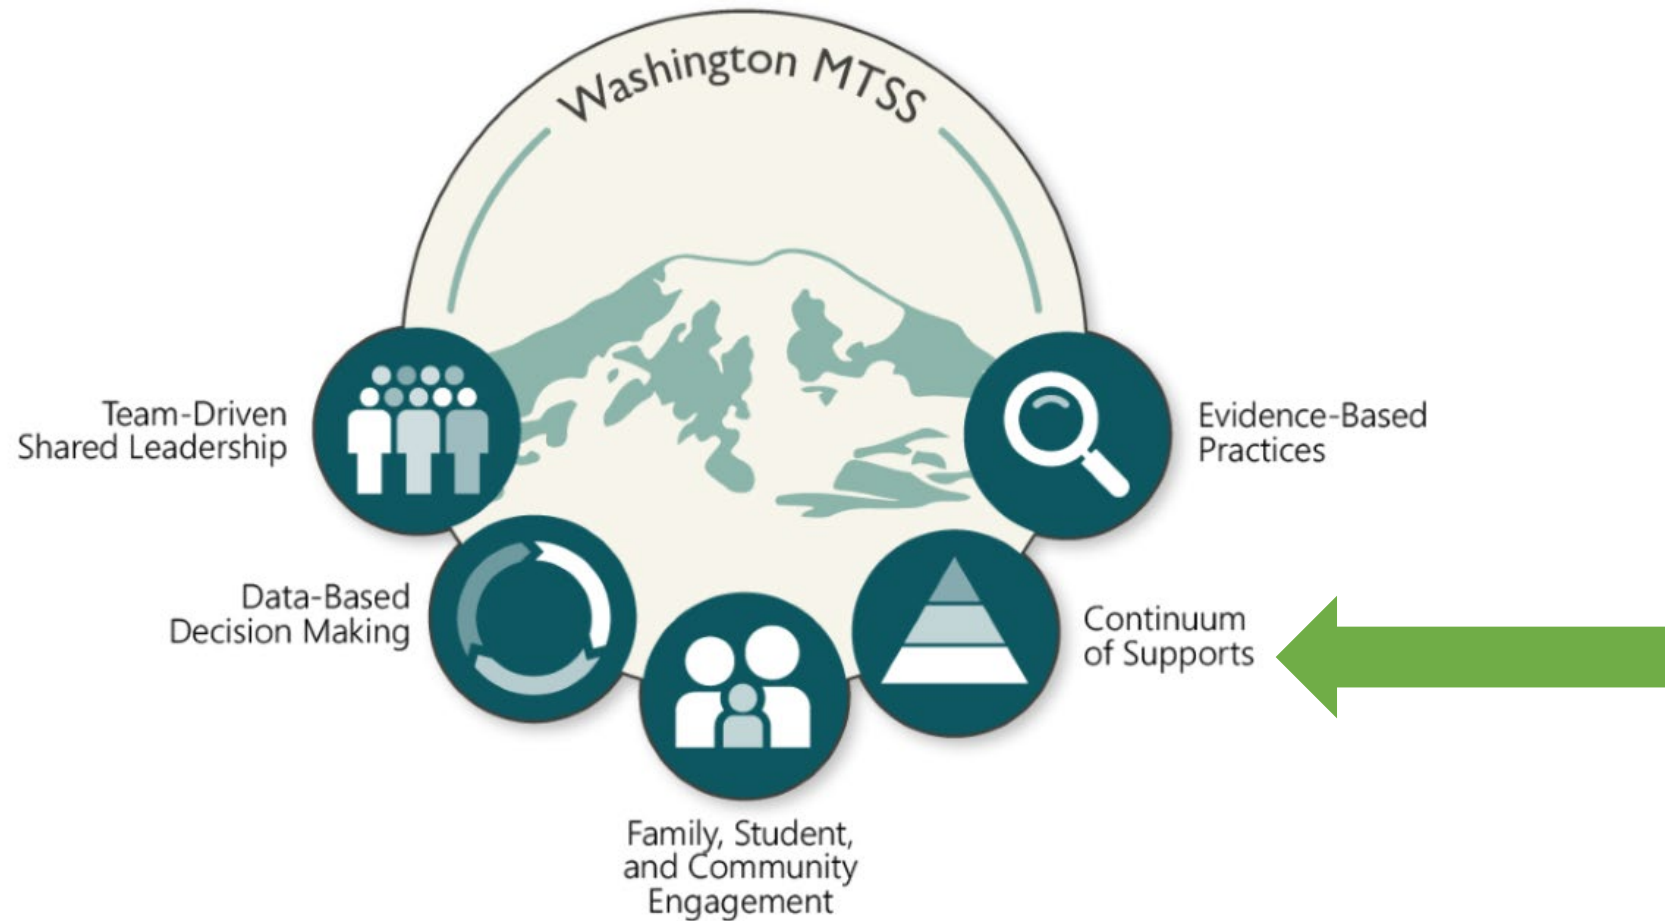 Washington MTSS
Team-Driven
Shared Leadership
Evidence-Based
Practices
Data-Based
Decision Making
Continuum
of Supports
Family, Student,
and Community
Engagement